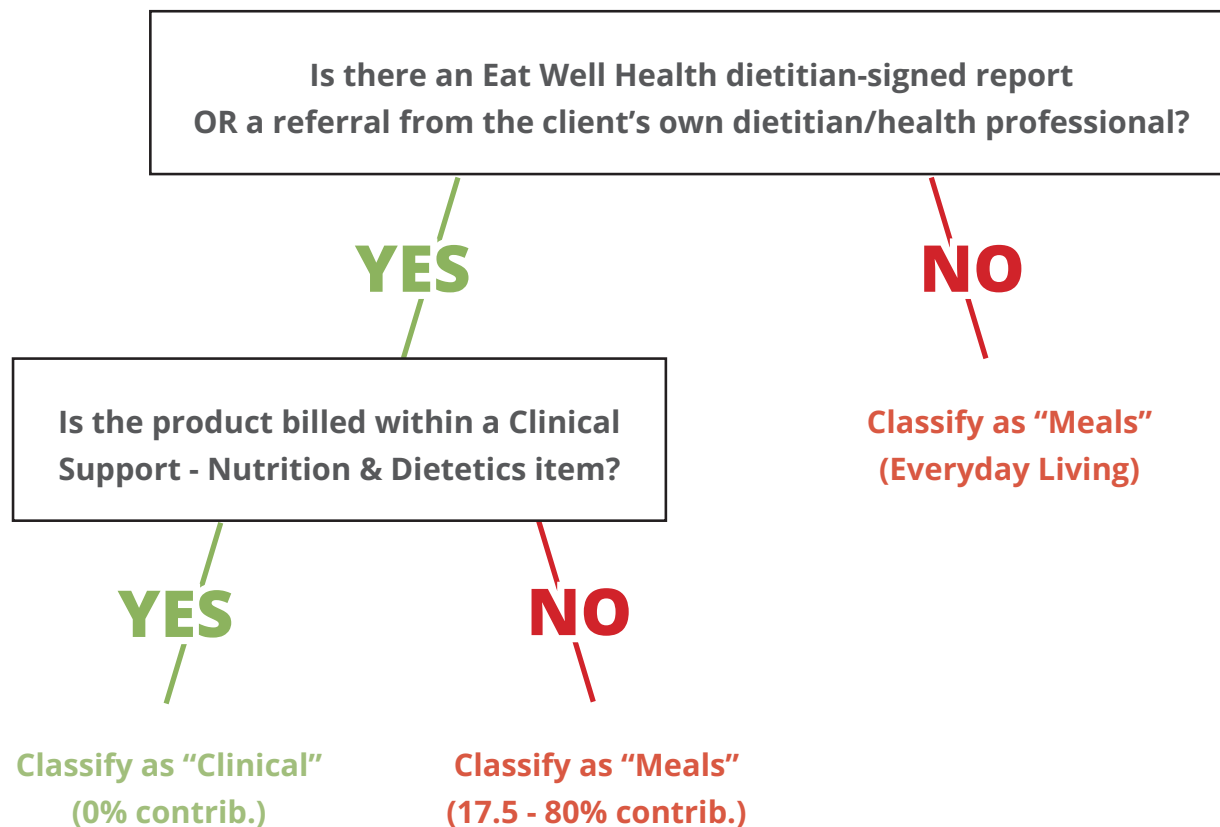 Is there an Eat Well Health dietitian-signed report
OR a referral from the client’s own dietitian/health professional?
YES
NO
Is the product billed within a Clinical
Support - Nutrition & Dietetics item?
Classify as “Meals”
(Everyday Living)
YES
NO
Classify as “Clinical”
(0% contrib.)
Classify as “Meals”
(17.5 - 80% contrib.)